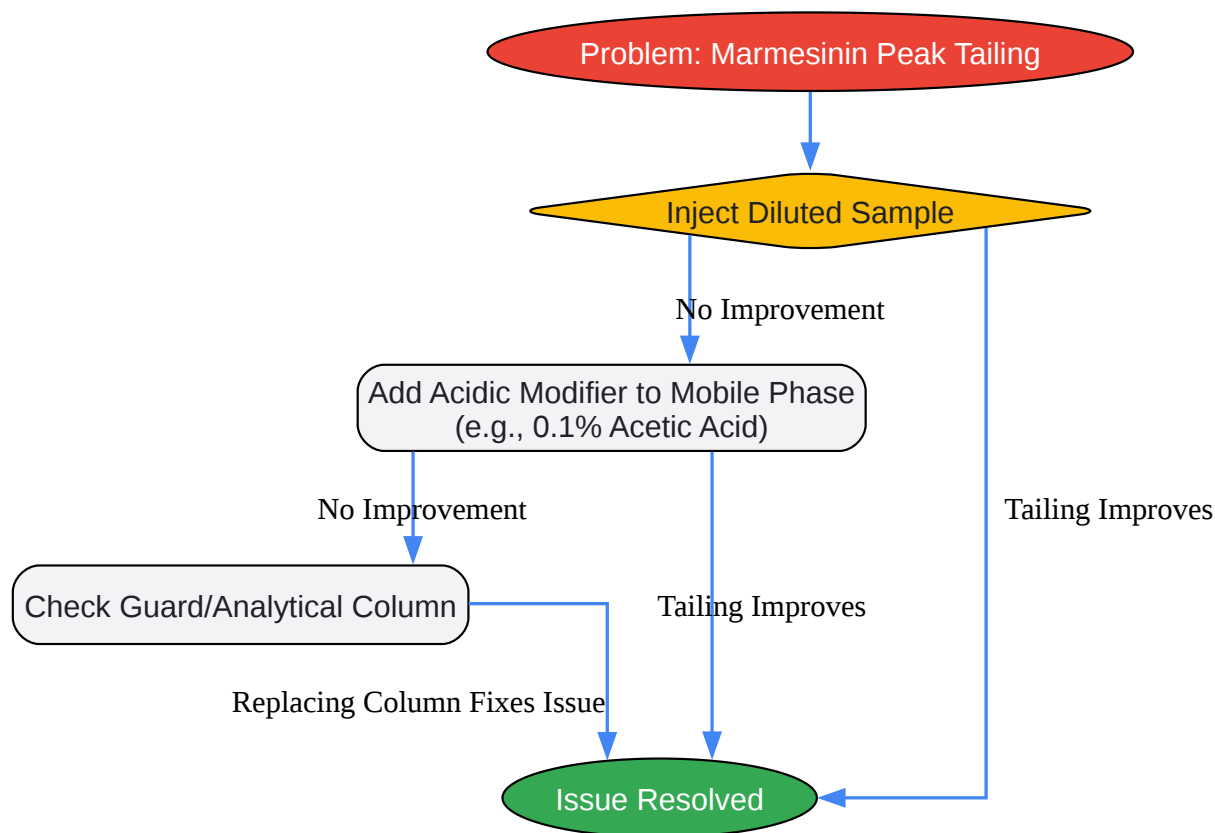 Problem: Marmesinin Peak Tailing
Inject Diluted Sample
No Improvement
Add Acidic Modifier to Mobile Phase
(e.g., 0.1% Acetic Acid)
No Improvement
Tailing Improves
Check Guard/Analytical Column
Tailing Improves
Replacing Column Fixes Issue
Issue Resolved